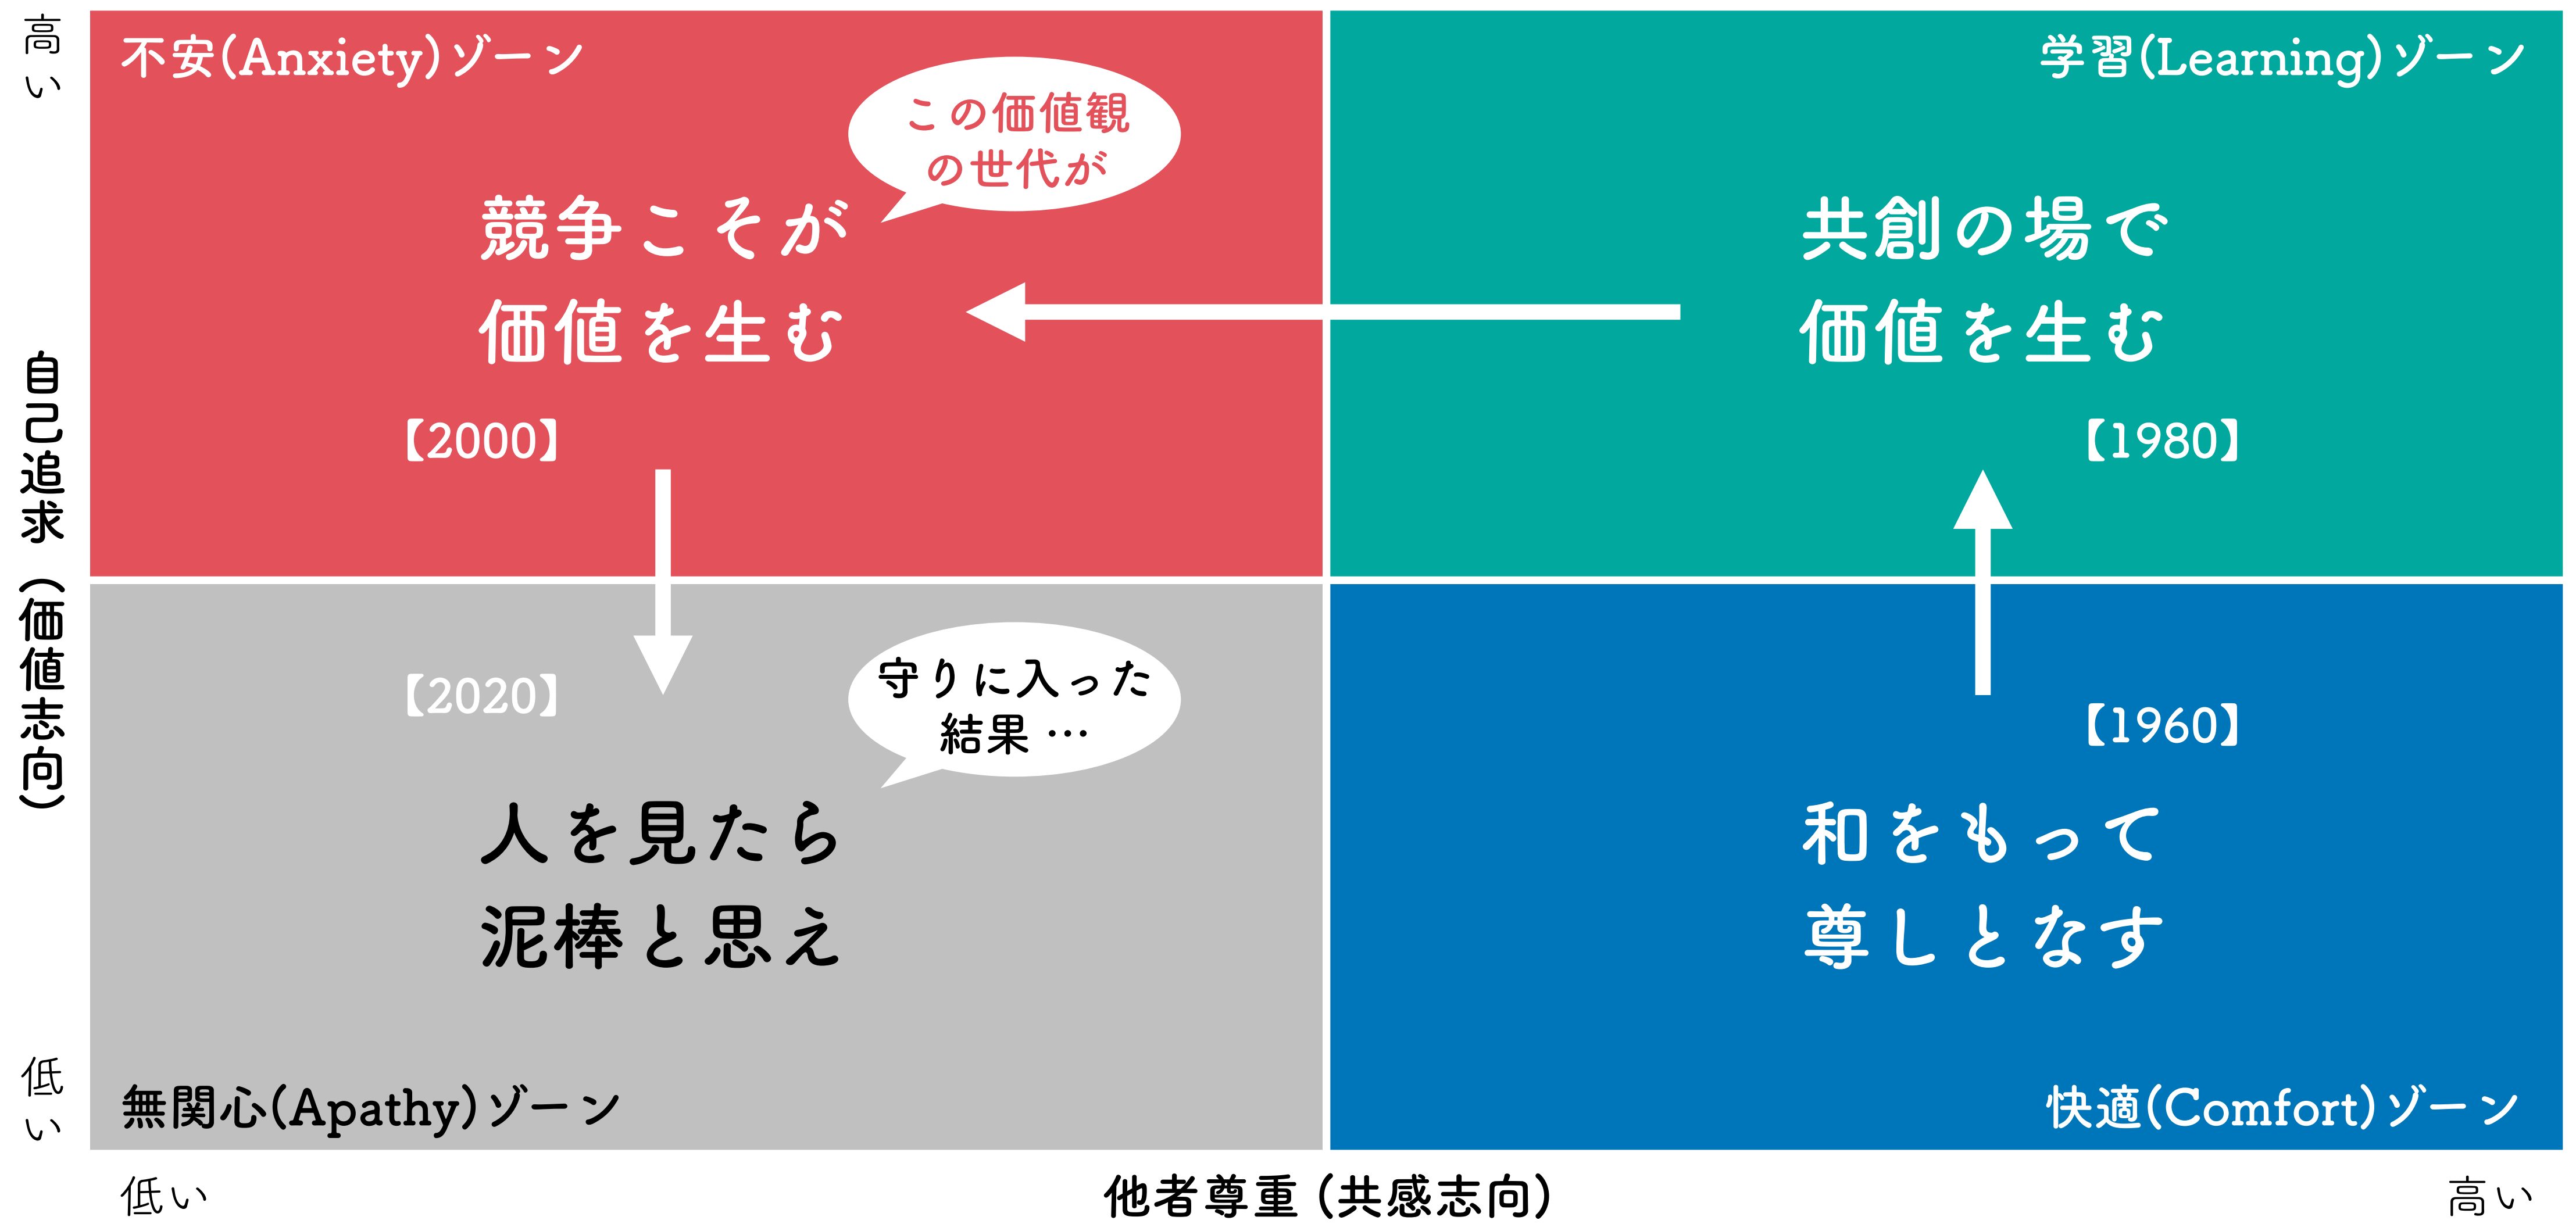 高い
不安(Anxiety)ゾーン
この価値観
の世代が
競争こそが
価値を生む
【2000】
学習(Learning)ゾーン
共創の場で
価値を生む
【1980】
自己追求（価値志向）
【2020】
守りに入った
結果 …
人を見たら
泥棒と思え
無関心(Apathy)ゾーン
【1960】
和をもって
尊しとなす
快適(Comfort)ゾーン
低い
低い
他者尊重 (共感志向)
高い